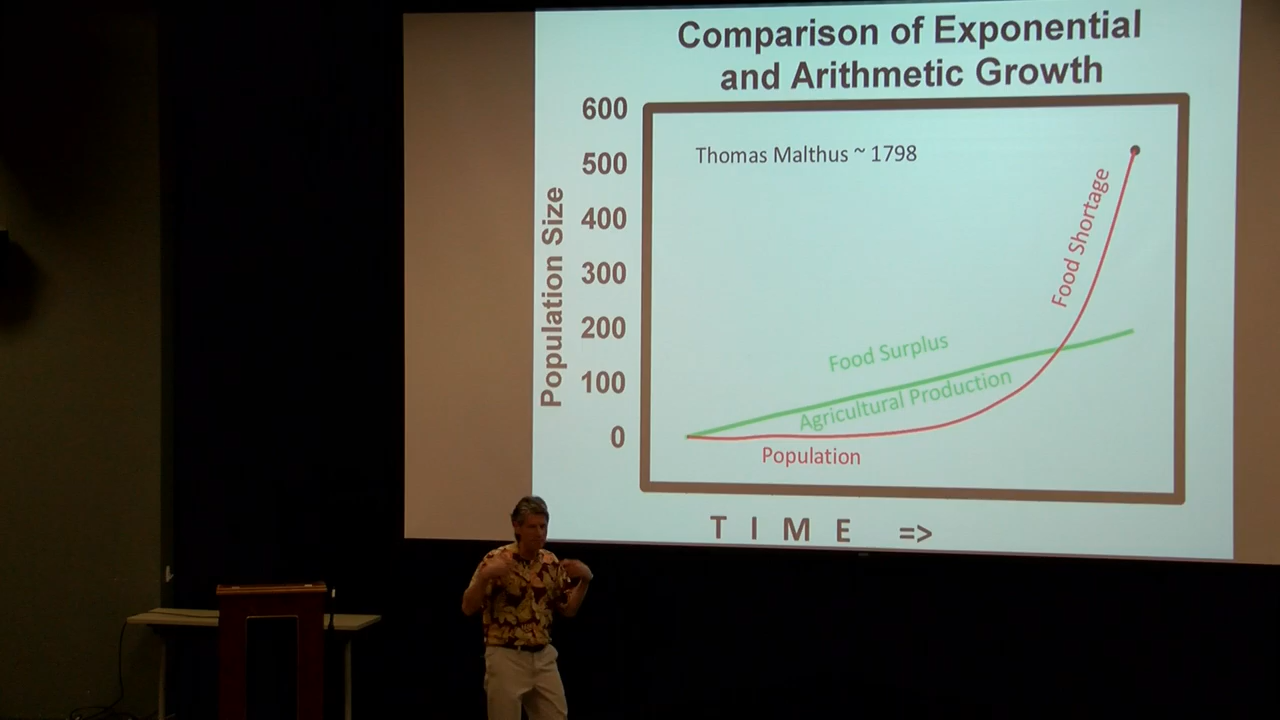 Comparison of Exponential
and Arithmetic Growth
Thomas Malthus ~ 1798
Population Size
600
500
400
300
200
100
0
Food Shortage
Food Surplus
Agricultural Production
Population
T I M E =>